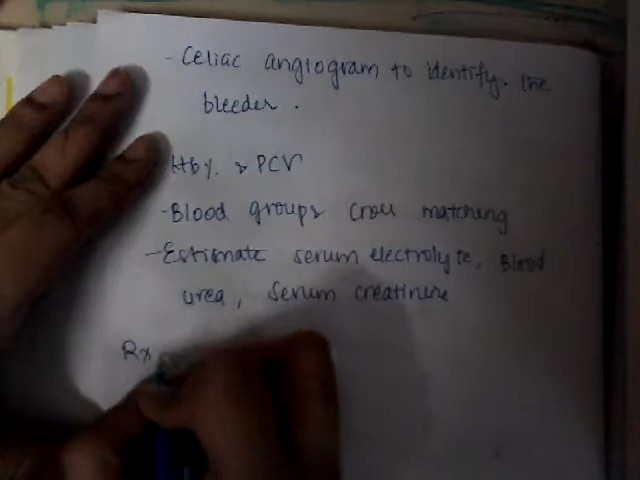 - Celiac angiogram to identify. the
bleeder.
Hb%. & PCV
-Blood groups cross matching
-Estimate serum electrolyte, Blood
urea, serum creatinine
Rx